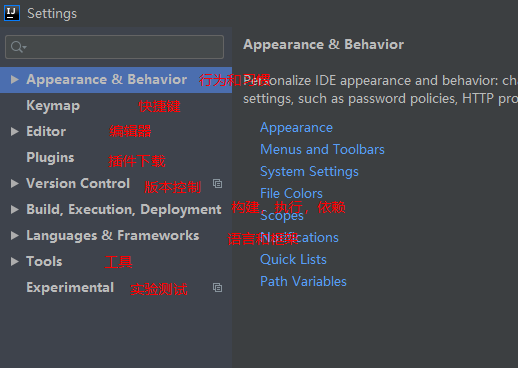 IJ Settings
Appearance & Behavior 行为和
Keymap 快捷键
Editor 编辑器
Plugins 插件下载
Version Control 版本控制
Build, Execution, Deployment 构建，执行，依赖
Languages & Frameworks 语言和框架
Tools 工具
Experimental 实验测试
Appearance & Behavior
Personalize IDE appearance and behavior: ch
settings, such as password policies, HTTP pro
Appearance
Menus and Toolbars
System Settings
File Colors
Scopes
Notifications
Quick Lists
Path Variables